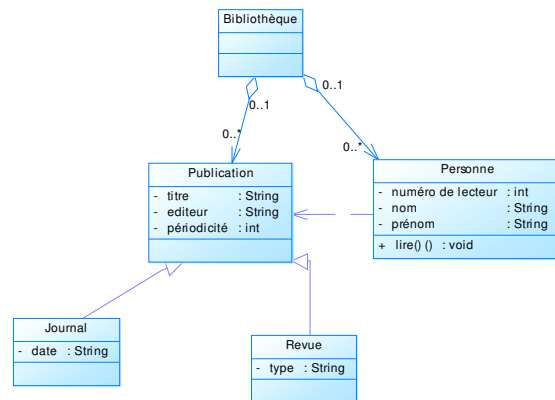 Bibliothèque
0..1
0..1
0..*
0..*
Publication
- titre : String
- editeur : String
- périodicité : int
Personne
- numéro de lecteur : int
- nom : String
- prénom : String
+ lire() () : void
Journal
- date : String
Revue
- type : String